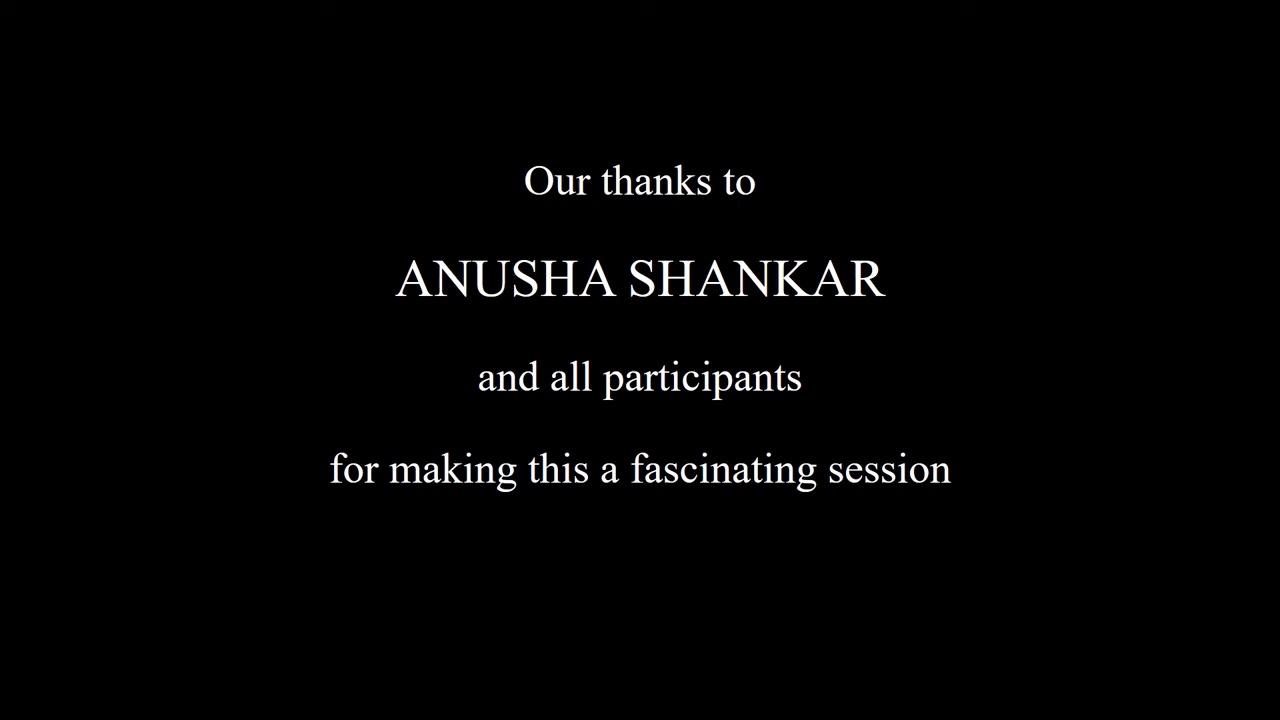 Our thanks to
ANUSHA SHANKAR
and all participants
for making this a fascinating session